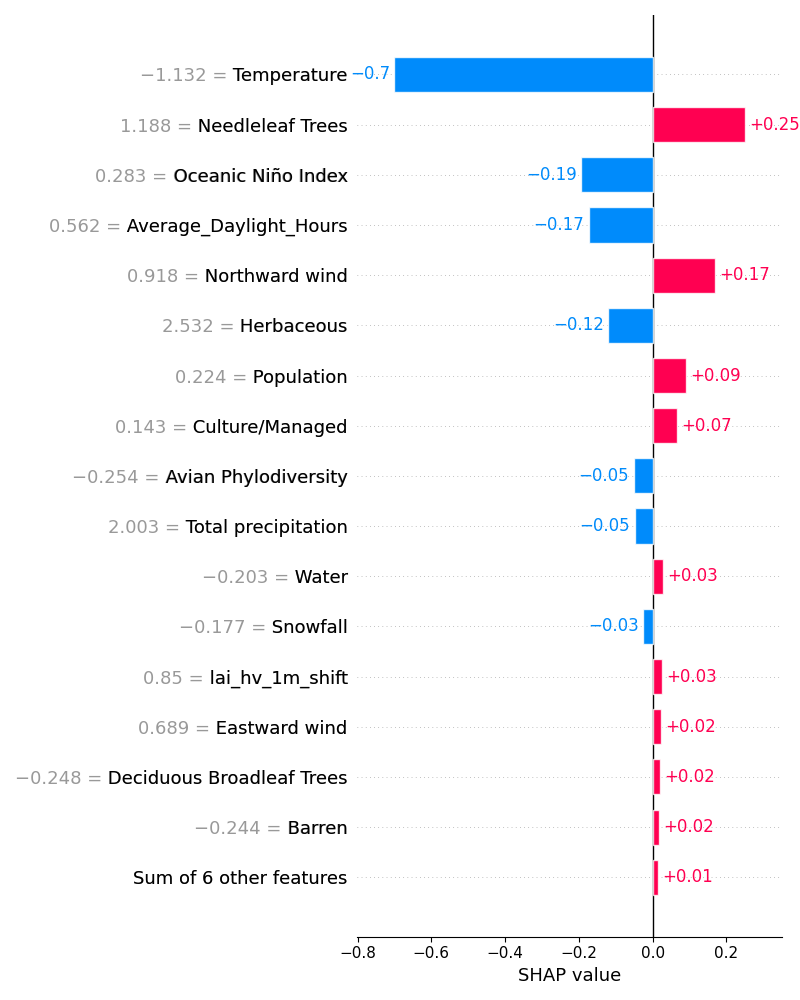 −1.132 = Temperature −0.7
1.188 = Needleleaf Trees +0.25
0.283 = Oceanic Niño Index −0.19
0.562 = Average_Daylight_Hours −0.17
0.918 = Northward wind +0.17
2.532 = Herbaceous −0.12
0.224 = Population +0.09
0.143 = Culture/Managed +0.07
−0.254 = Avian Phylodiversity −0.05
2.003 = Total precipitation −0.05
−0.203 = Water +0.03
−0.177 = Snowfall −0.03
0.85 = lai_hv_1m_shift +0.03
0.689 = Eastward wind +0.02
−0.248 = Deciduous Broadleaf Trees +0.02
−0.244 = Barren +0.02
Sum of 6 other features +0.01
−0.8 −0.6 −0.4 −0.2 0.0 0.2
SHAP value